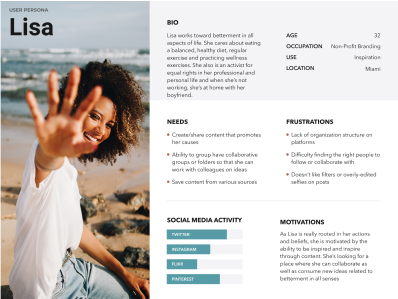 USER PERSONA
Lisa
BIO
Lisa works toward betterment in all
aspects of life. She cares about eating
a balanced, healthy diet, regular
exercise and practicing wellness
exercises. She also is an activist for
equal rights in her professional and
personal life and when she's not
working, she's at home with her
boyfriend.
AGE 32
OCCUPATION Non-Profit Branding
USE Inspiration
LOCATION Miami
NEEDS
Create/share content that promotes
her causes
Ability to group have collaborative
groups or folders so that she can
work with colleagues on ideas
Save content from various sources
FRUSTRATIONS
Lack of organization structure on
platforms
Difficulty finding the right people to
follow or collaborate with
Doesn't like filters or overly-edited
selfies on posts
SOCIAL MEDIA ACTIVITY
TWITTER
INSTAGRAM
FLIKR
PINTEREST
MOTIVATIONS
As Lisa is really rooted in her actions
and beliefs, she is motivated by the
ability to be inspired and inspire
through content. She's looking for a
place where she can collaborate as
well as consume new ideas related to
betterment in all senses